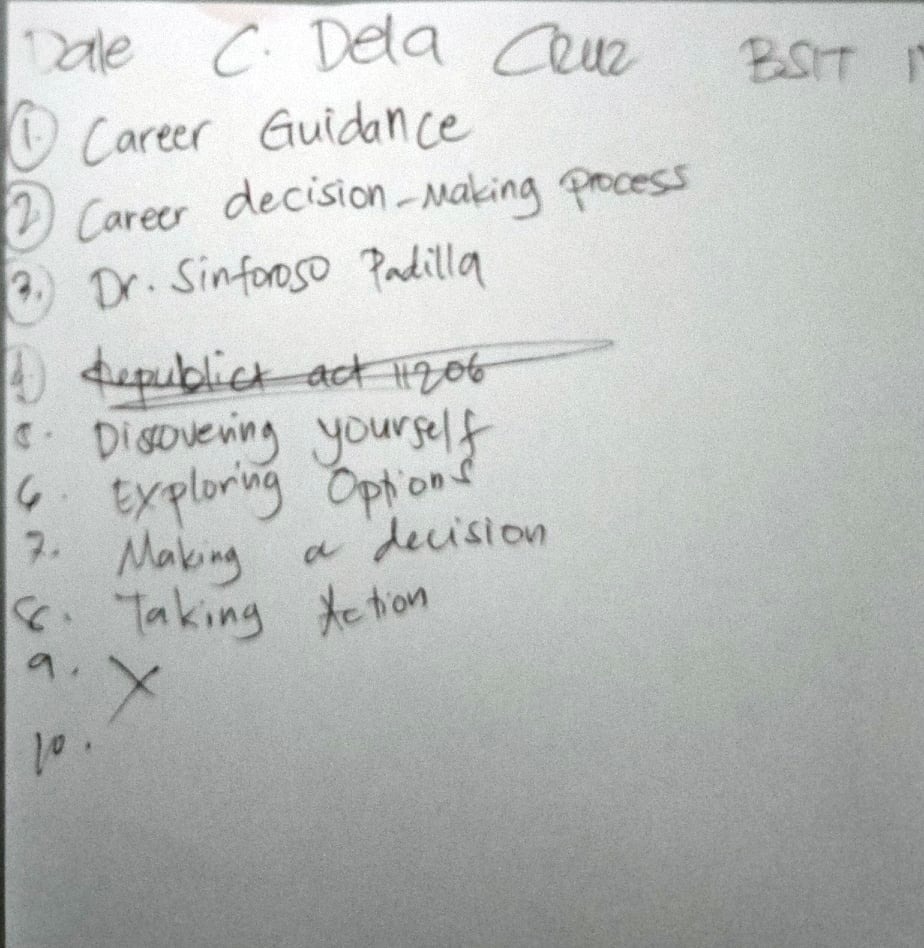 Dale C. Dela Cruz BSIT
1. Career Guidance
2. Career decision-Making process
3. Dr. Sinforoso Padilla
4. Republict act 11206
5. Discovering yourself
6. Exploring Options
7. Making a decision
8. Taking Action
9. X
10.